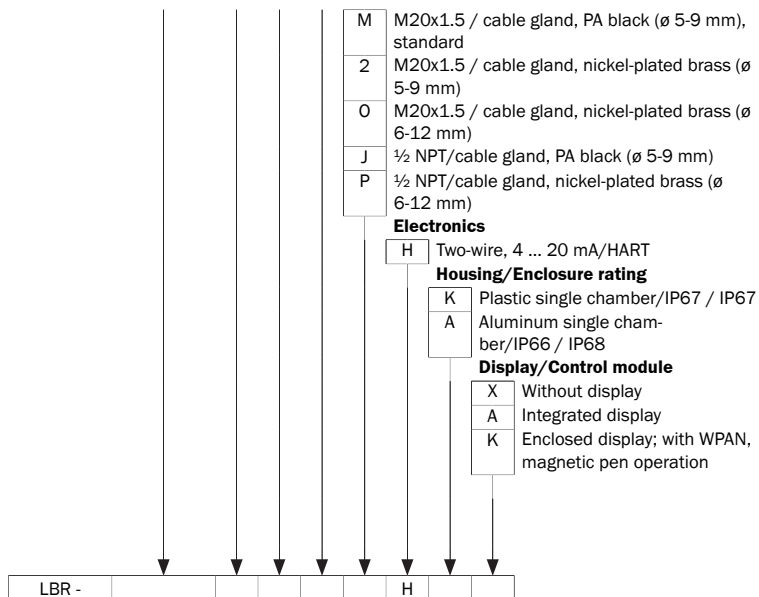 M M20x1.5 / cable gland, PA black (ø 5-9 mm),
standard
2 M20x1.5 / cable gland, nickel-plated brass (ø
5-9 mm)
O M20x1.5 / cable gland, nickel-plated brass (ø
6-12 mm)
J ½ NPT/cable gland, PA black (ø 5-9 mm)
P ½ NPT/cable gland, nickel-plated brass (ø
6-12 mm)
Electronics
H Two-wire, 4 ... 20 mA/HART
Housing/Enclosure rating
K Plastic single chamber/IP67 / IP67
A Aluminum single cham-
ber/IP66 / IP68
Display/Control module
X Without display
A Integrated display
K Enclosed display; with WPAN,
magnetic pen operation
LBR - H